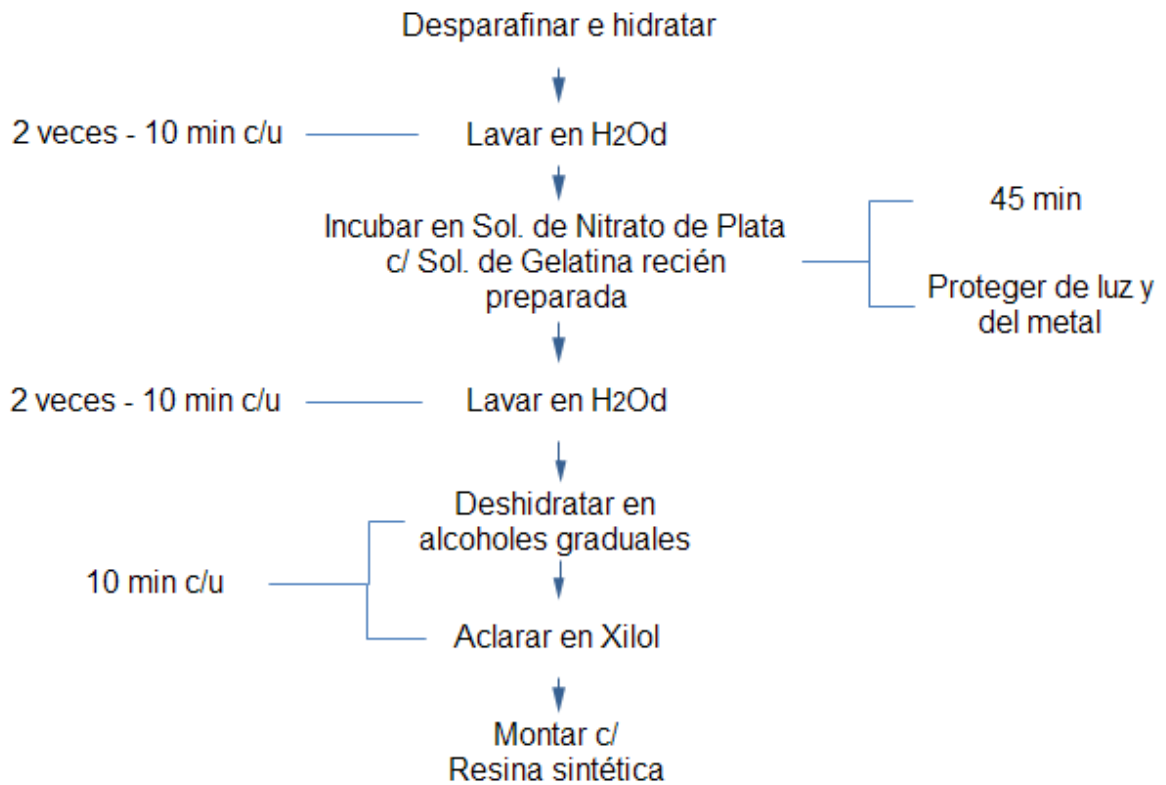 Desparafinar e hidratar
2 veces - 10 min c/u
Lavar en H2Od
Incubar en Sol. de Nitrato de Plata
c/ Sol. de Gelatina recién
preparada
45 min
Proteger de luz y
del metal
2 veces - 10 min c/u
Lavar en H2Od
Deshidratar en
alcoholes graduales
10 min c/u
Aclarar en Xilol
Montar c/
Resina sintética